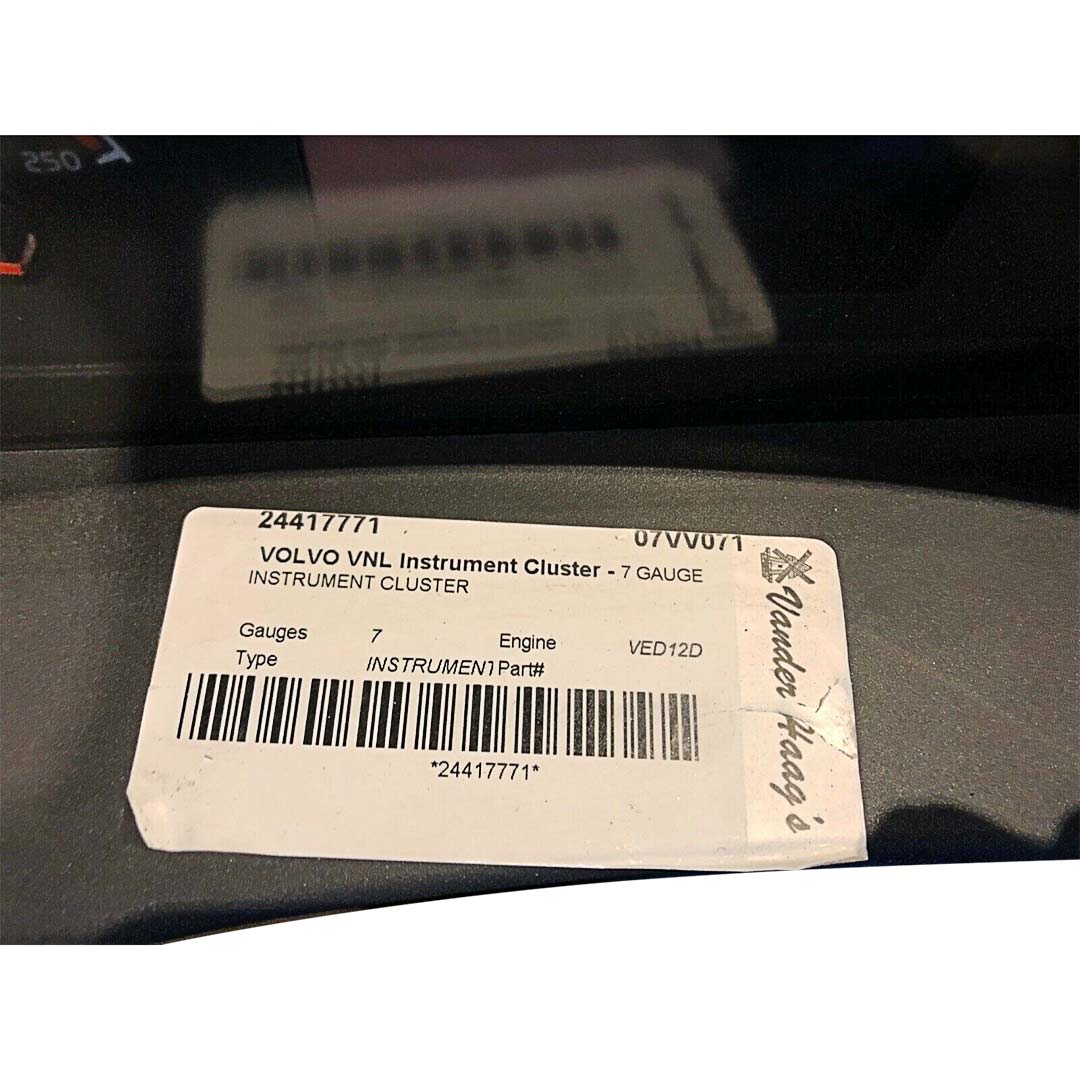 250
24417771 07VV071
VOLVO VNL Instrument Cluster - 7 GAUGE
INSTRUMENT CLUSTER
Gauges 7 Engine VED12D
Type INSTRUMENT Part#
*24417771*
Vander Haag's